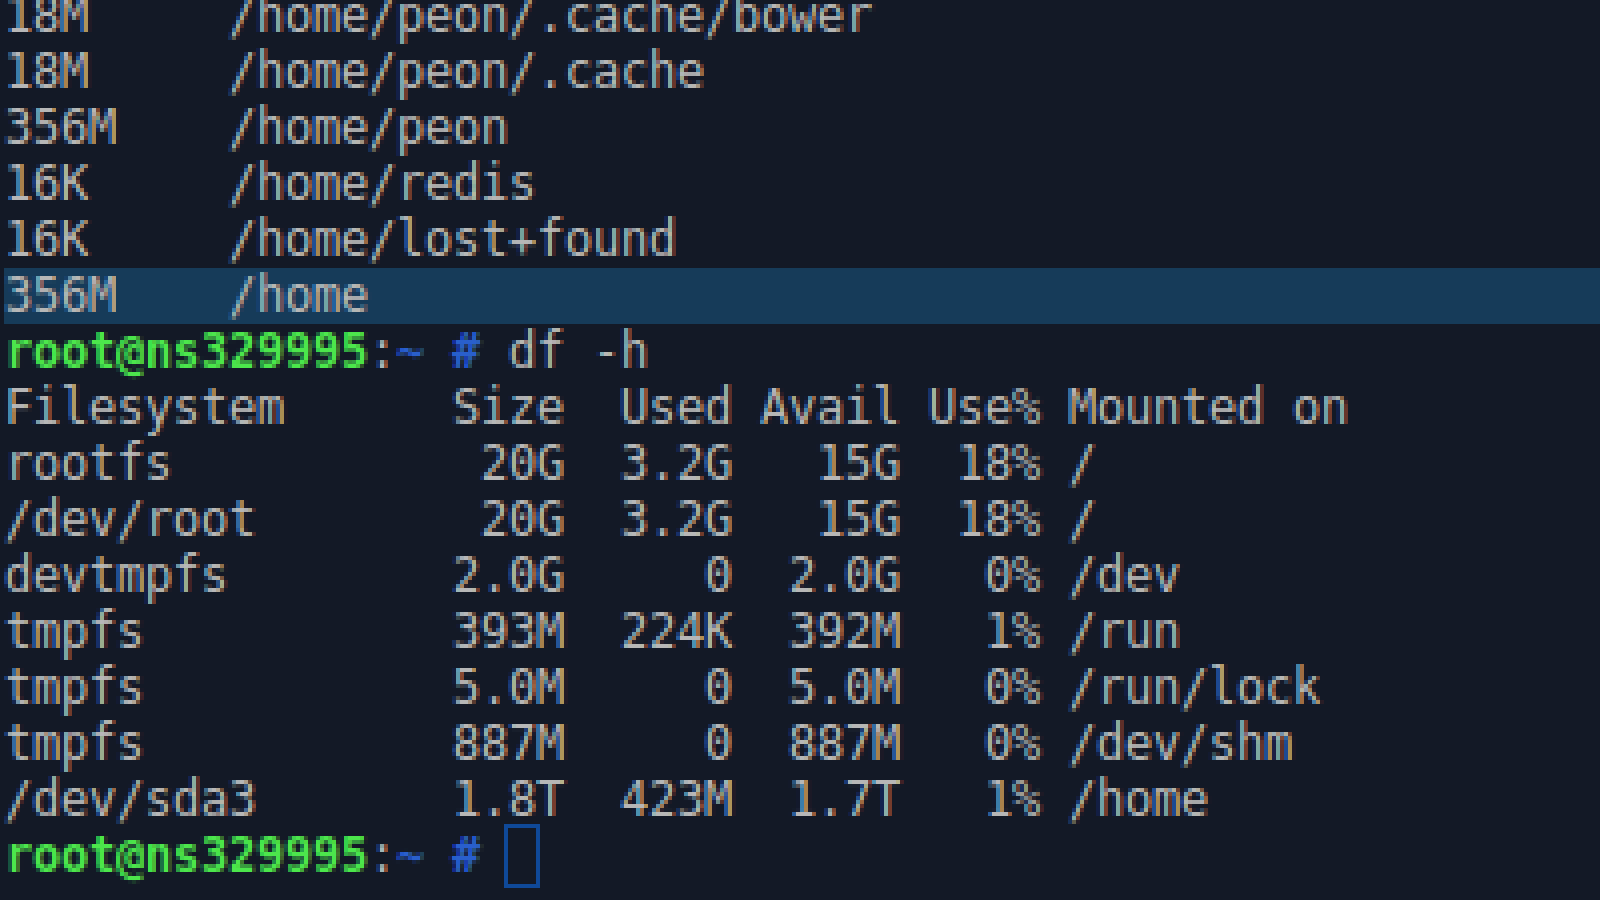 18M     /home/peon/.cache/bower
18M     /home/peon/.cache
356M    /home/peon
16K     /home/redis
16K     /home/lost+found
356M    /home
root@ns329995:~ # df -h
Filesystem      Size  Used Avail Use% Mounted on
rootfs           20G  3.2G   15G  18% /
/dev/root        20G  3.2G   15G  18% /
devtmpfs        2.0G     0  2.0G   0% /dev
tmpfs           393M  224K  392M   1% /run
tmpfs           5.0M     0  5.0M   0% /run/lock
tmpfs           887M     0  887M   0% /dev/shm
/dev/sda3       1.8T  423M  1.7T   1% /home
root@ns329995:~ #